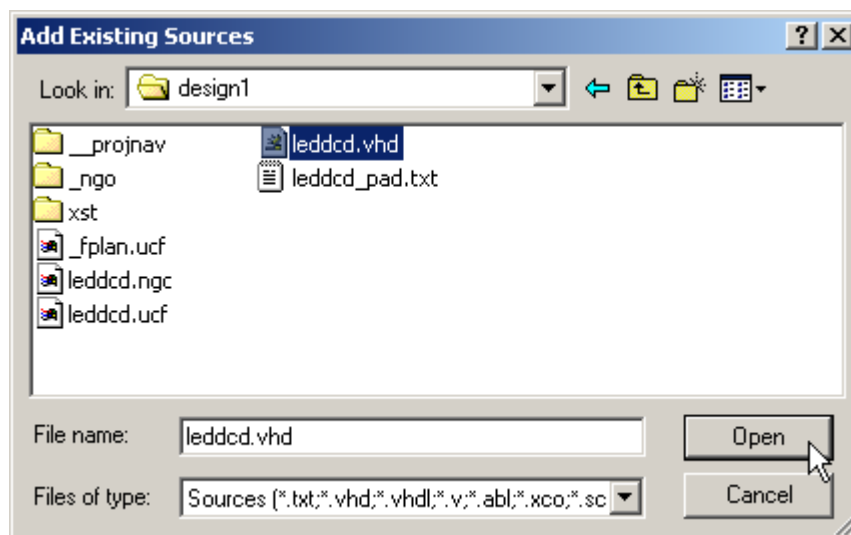 Add Existing Sources
Look in: design1
__projnav
_ngo
xst
_fplan.ucf
leddcd.ngc
leddcd.ucf
leddcd.vhd
leddcd_pad.txt
File name: leddcd.vhd Open
Files of type: Sources (*.txt;*.vhd;*.vhdl;*.v;*.abl;*.xco;*.sc Cancel